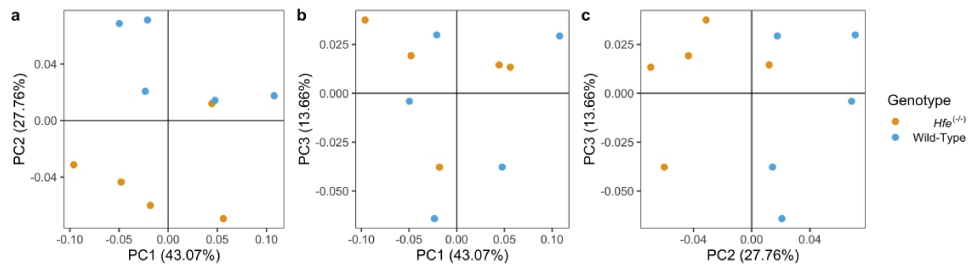 a
0.04
0.00
-0.04
PC2 (27.76%)
-0.10
-0.05
0.00
0.05
0.10
PC1 (43.07%)
b
0.025
0.000
-0.025
-0.050
PC3 (13.66%)
-0.10
-0.05
0.00
0.05
0.10
PC1 (43.07%)
c
0.025
0.000
-0.025
-0.050
PC3 (13.66%)
-0.04
0.00
0.04
PC2 (27.76%)
Genotype
Hfe(-/-)
Wild-Type